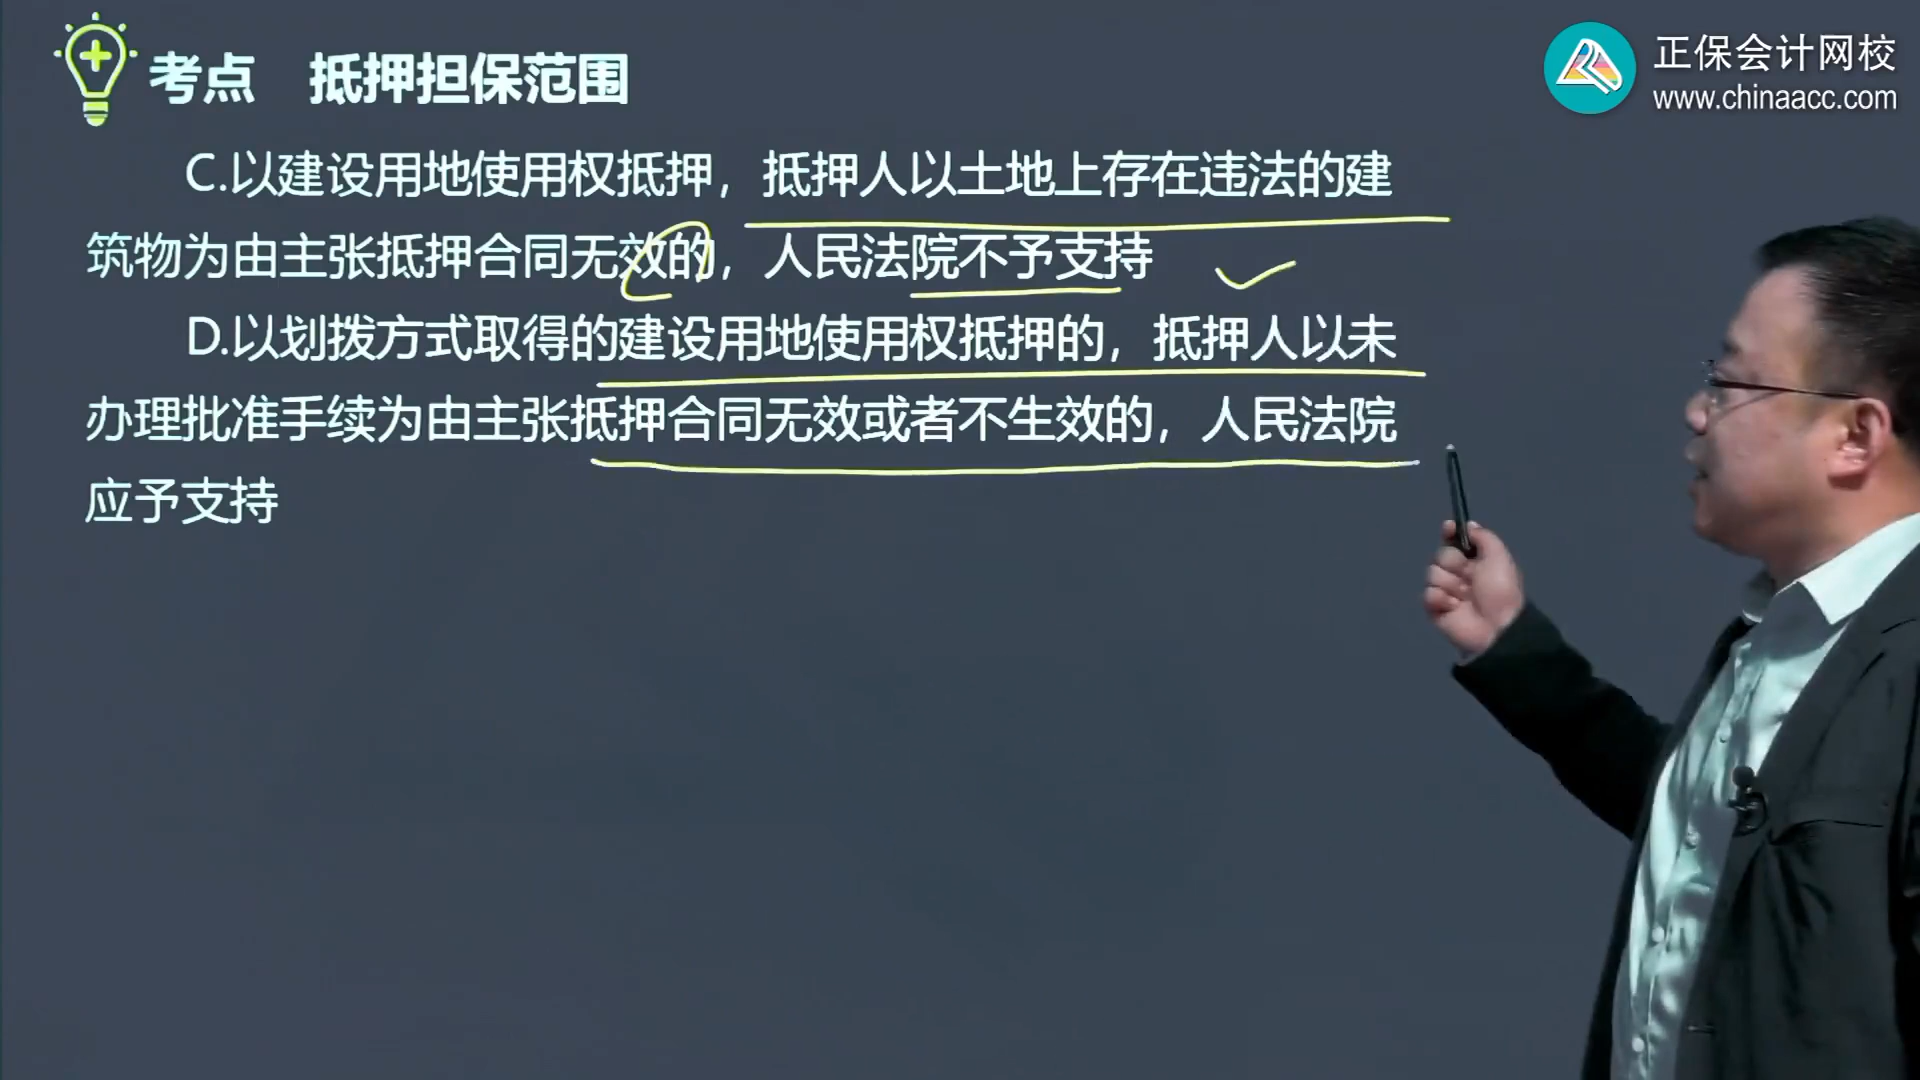 考点 抵押担保范围
正保会计网校
www.chinaacc.com
C.以建设用地使用权抵押，抵押人以土地上存在违法的建
筑物为由主张抵押合同无效的，人民法院不予支持
D.以划拨方式取得的建设用地使用权抵押的，抵押人以未
办理批准手续为由主张抵押合同无效或者不生效的，人民法院
应予支持